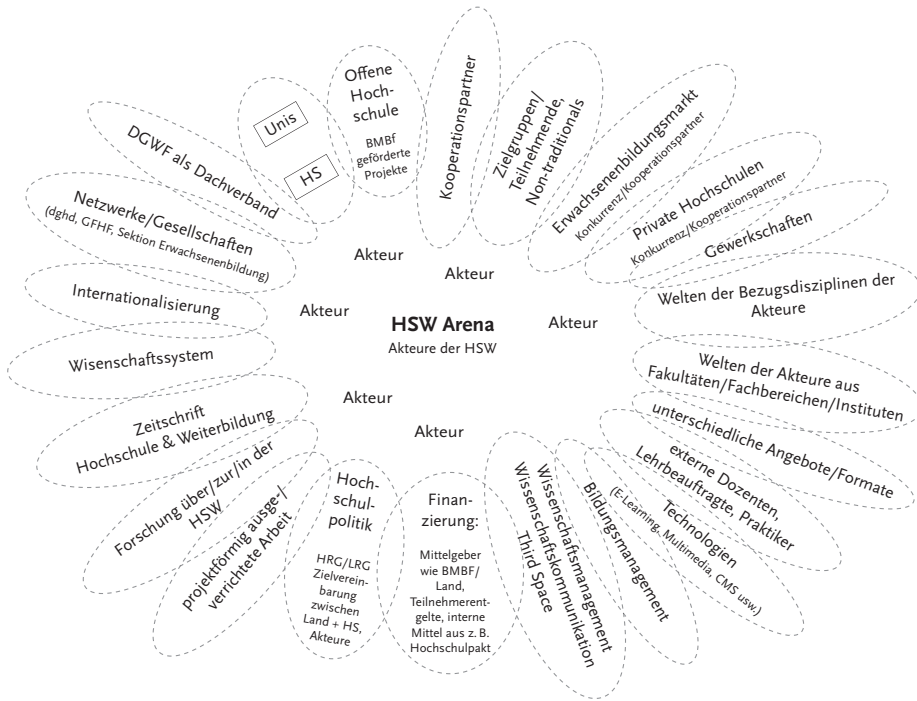 Unis
HS
Offene
Hoch-
schule
BMBf
geförderte
Projekte
Kooperationspartner
Zielgruppen/
Teilnehmende,
Non-traditionals
Erwachsenenbildungsmarkt
Konkurrenz/Kooperationspartner
Private Hochschulen
Konkurrenz/Kooperationspartner
Gewerkschaften
Welten der Bezugsdisziplinen der
Akteure
Welten der Akteure aus
Fakultäten/Fachbereichen/Instituten
unterschiedliche Angebote/Formate
externe Dozenten,
Lehrbeauftragte, Praktiker
Technologien
(E-Learning, Multimedia, CMS usw.)
Bildungsmanagement
Wissenschaftsmanagement
Wissenschaftskommunikation
Third Space
Finan-
zierung:
Mittelgeber
wie BMBF/
Land,
Teilnehmerent-
gelte, interne
Mittel aus z. B.
Hochschulpakt
Hoch-
schul-
politik
HRG/LRG
Zielverein-
barung
zwischen
Land + HS,
Akteure
projektförmig ausge-/
verrichtete Arbeit
Forschung über/zur/in der
HSW
Zeitschrift
Hochschule & Weiterbildung
Wisenschaftssystem
Internationalisierung
Netzwerke/Gesellschaften
(dghd, GFHF, Sektion Erwachsenenbildung)
DGWF als Dachverband
Akteur
Akteur
Akteur
HSW Arena
Akteure der HSW
Akteur
Akteur
Akteur